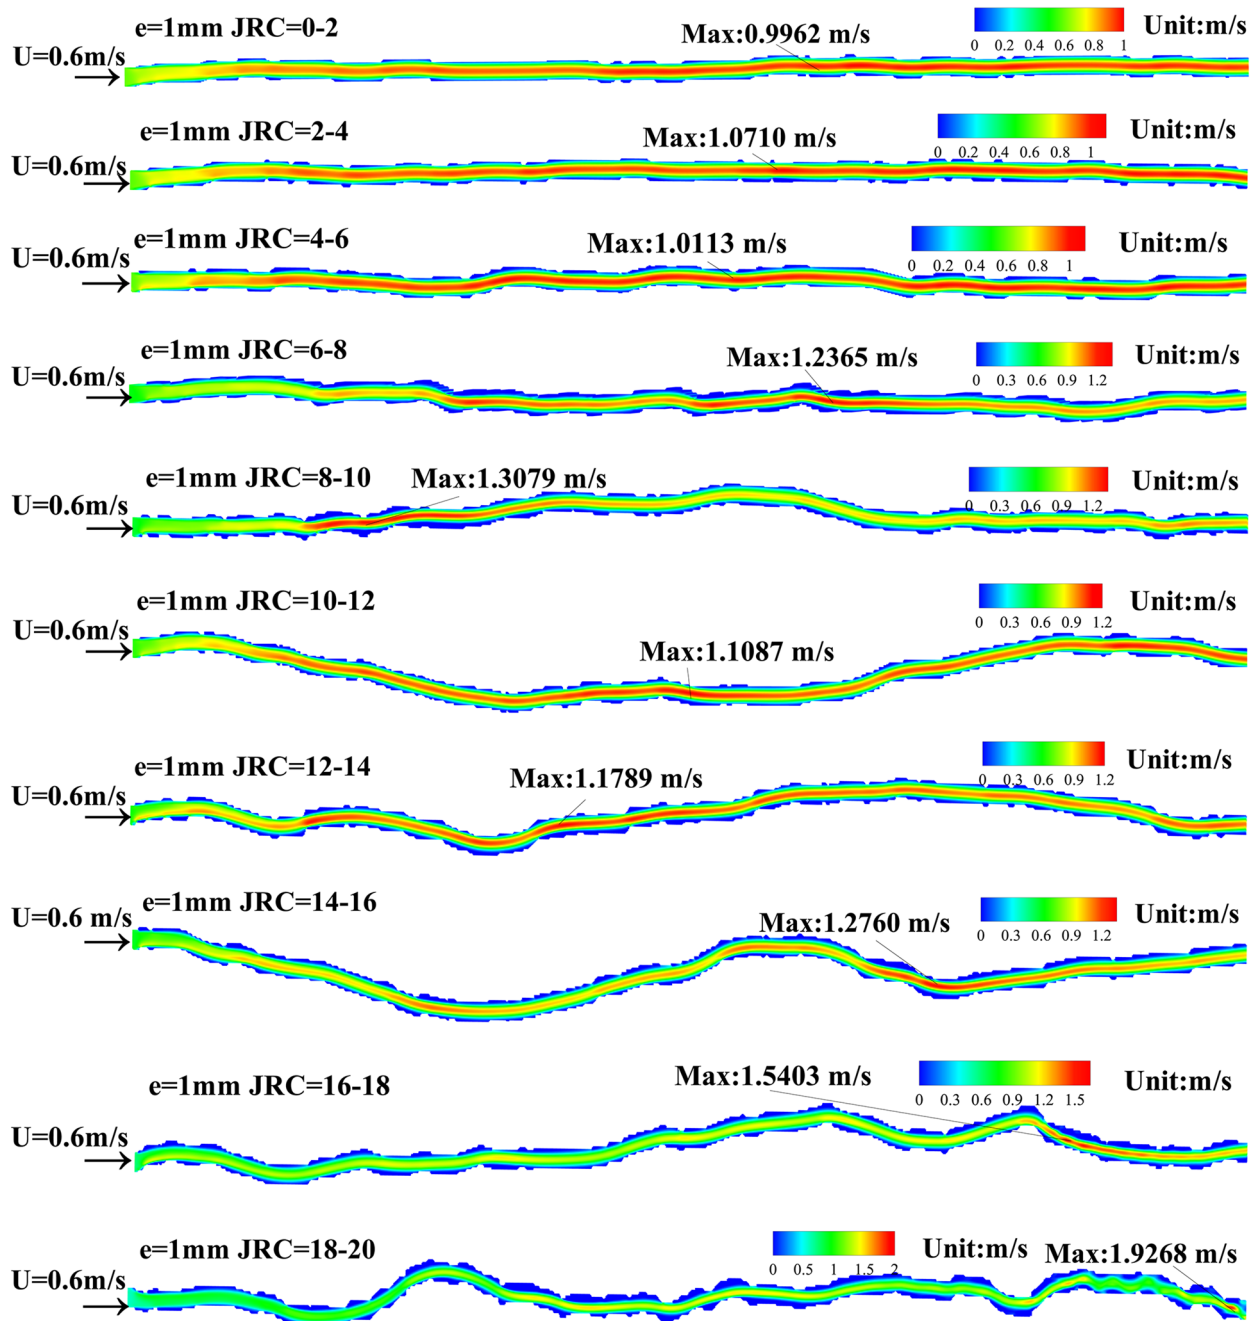 e=1mm JRC=0-2
Max:0.9962 m/s
Unit:m/s
U=0.6m/s
0 0.2 0.4 0.6 0.8 1
e=1mm JRC=2-4
Max:1.0710 m/s
Unit:m/s
U=0.6m/s
0 0.2 0.4 0.6 0.8 1
e=1mm JRC=4-6
Max:1.0113 m/s
Unit:m/s
U=0.6m/s
0 0.2 0.4 0.6 0.8 1
e=1mm JRC=6-8
Max:1.2365 m/s
Unit:m/s
U=0.6m/s
0 0.3 0.6 0.9 1.2
e=1mm JRC=8-10
Max:1.3079 m/s
Unit:m/s
U=0.6m/s
0 0.3 0.6 0.9 1.2
e=1mm JRC=10-12
Unit:m/s
U=0.6m/s
0 0.3 0.6 0.9 1.2
Max:1.1087 m/s
e=1mm JRC=12-14
Max:1.1789 m/s
Unit:m/s
U=0.6m/s
0 0.3 0.6 0.9 1.2
e=1mm JRC=14-16
Unit:m/s
U=0.6 m/s
Max:1.2760 m/s
0 0.3 0.6 0.9 1.2
e=1mm JRC=16-18
Max:1.5403 m/s
Unit:m/s
0 0.3 0.6 0.9 1.2 1.5
U=0.6m/s
e=1mm JRC=18-20
Unit:m/s
Max:1.9268 m/s
0 0.5 1 1.5 2
U=0.6m/s